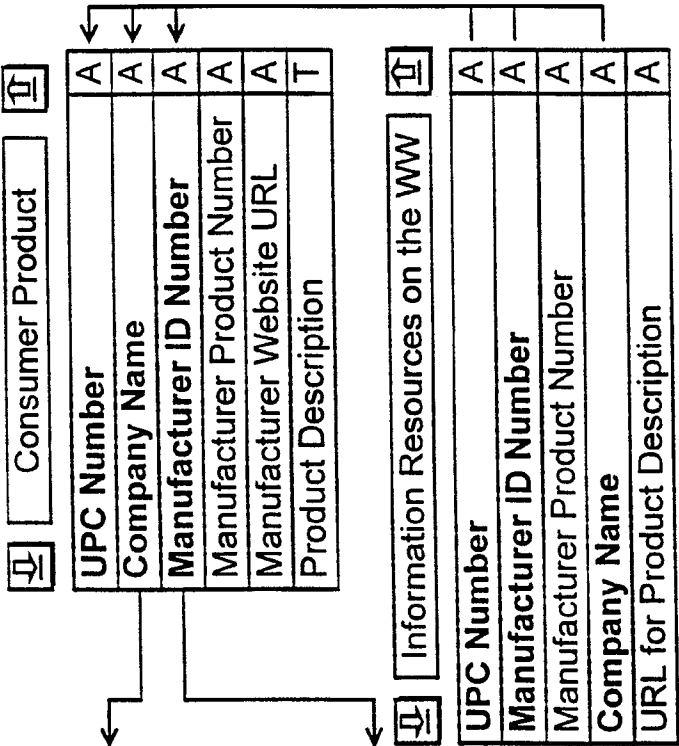 Consumer Product
UPC Number A
Company Name A
Manufacturer ID Number A
Manufacturer Product Number A
Manufacturer Website URL A
Product Description T
Information Resources on the WW
UPC Number A
Manufacturer ID Number A
Manufacturer Product Number A
Company Name A
URL for Product Description A